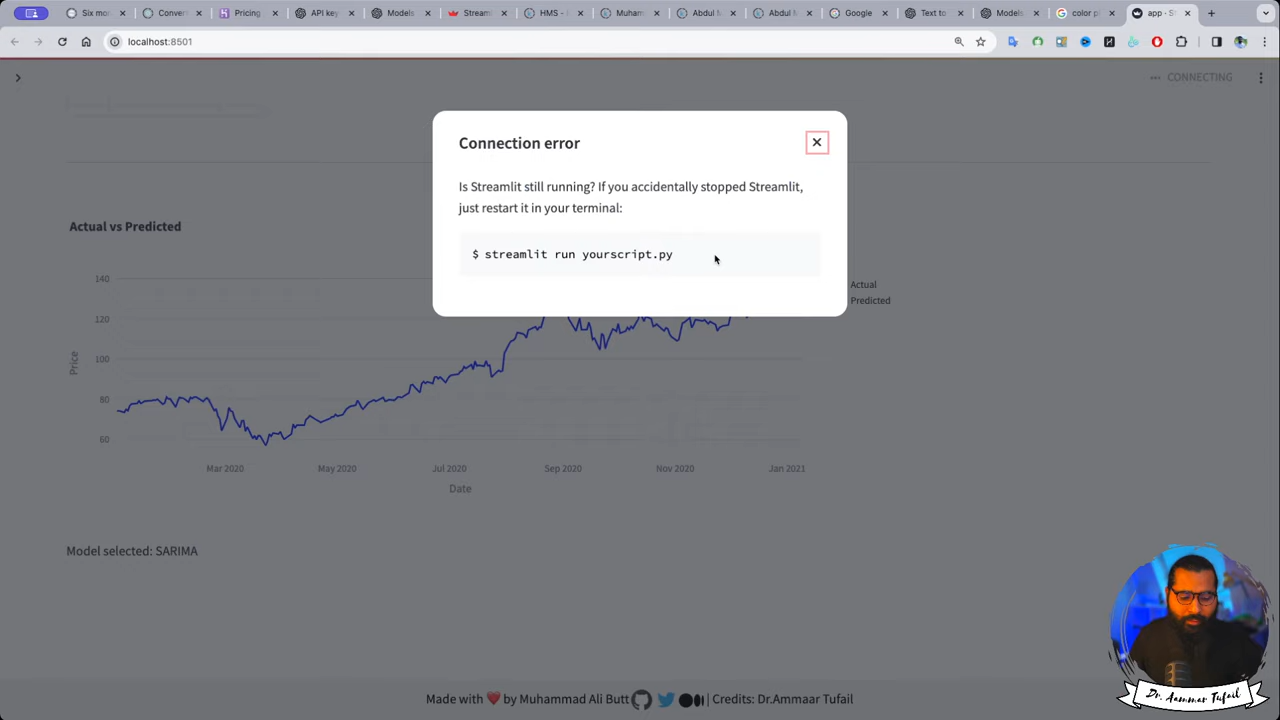 Six mon
Conver
Pricing
API key
Models
Stream
HMS -
Muham
Abdul M
Abdul M
Google
Text to
Models
color p
app · S
localhost:8501
CONNECTING
Connection error
Is Streamlit still running? If you accidentally stopped Streamlit,
just restart it in your terminal:
$ streamlit run yourscript.py
Actual vs Predicted
140
120
100
80
60
Price
Mar 2020
May 2020
Jul 2020
Sep 2020
Nov 2020
Jan 2021
Date
Actual
Predicted
Model selected: SARIMA
Made with ❤️ by Muhammad Ali Butt | Credits: Dr.Ammaar Tufail
Dr. Aammar Tufail